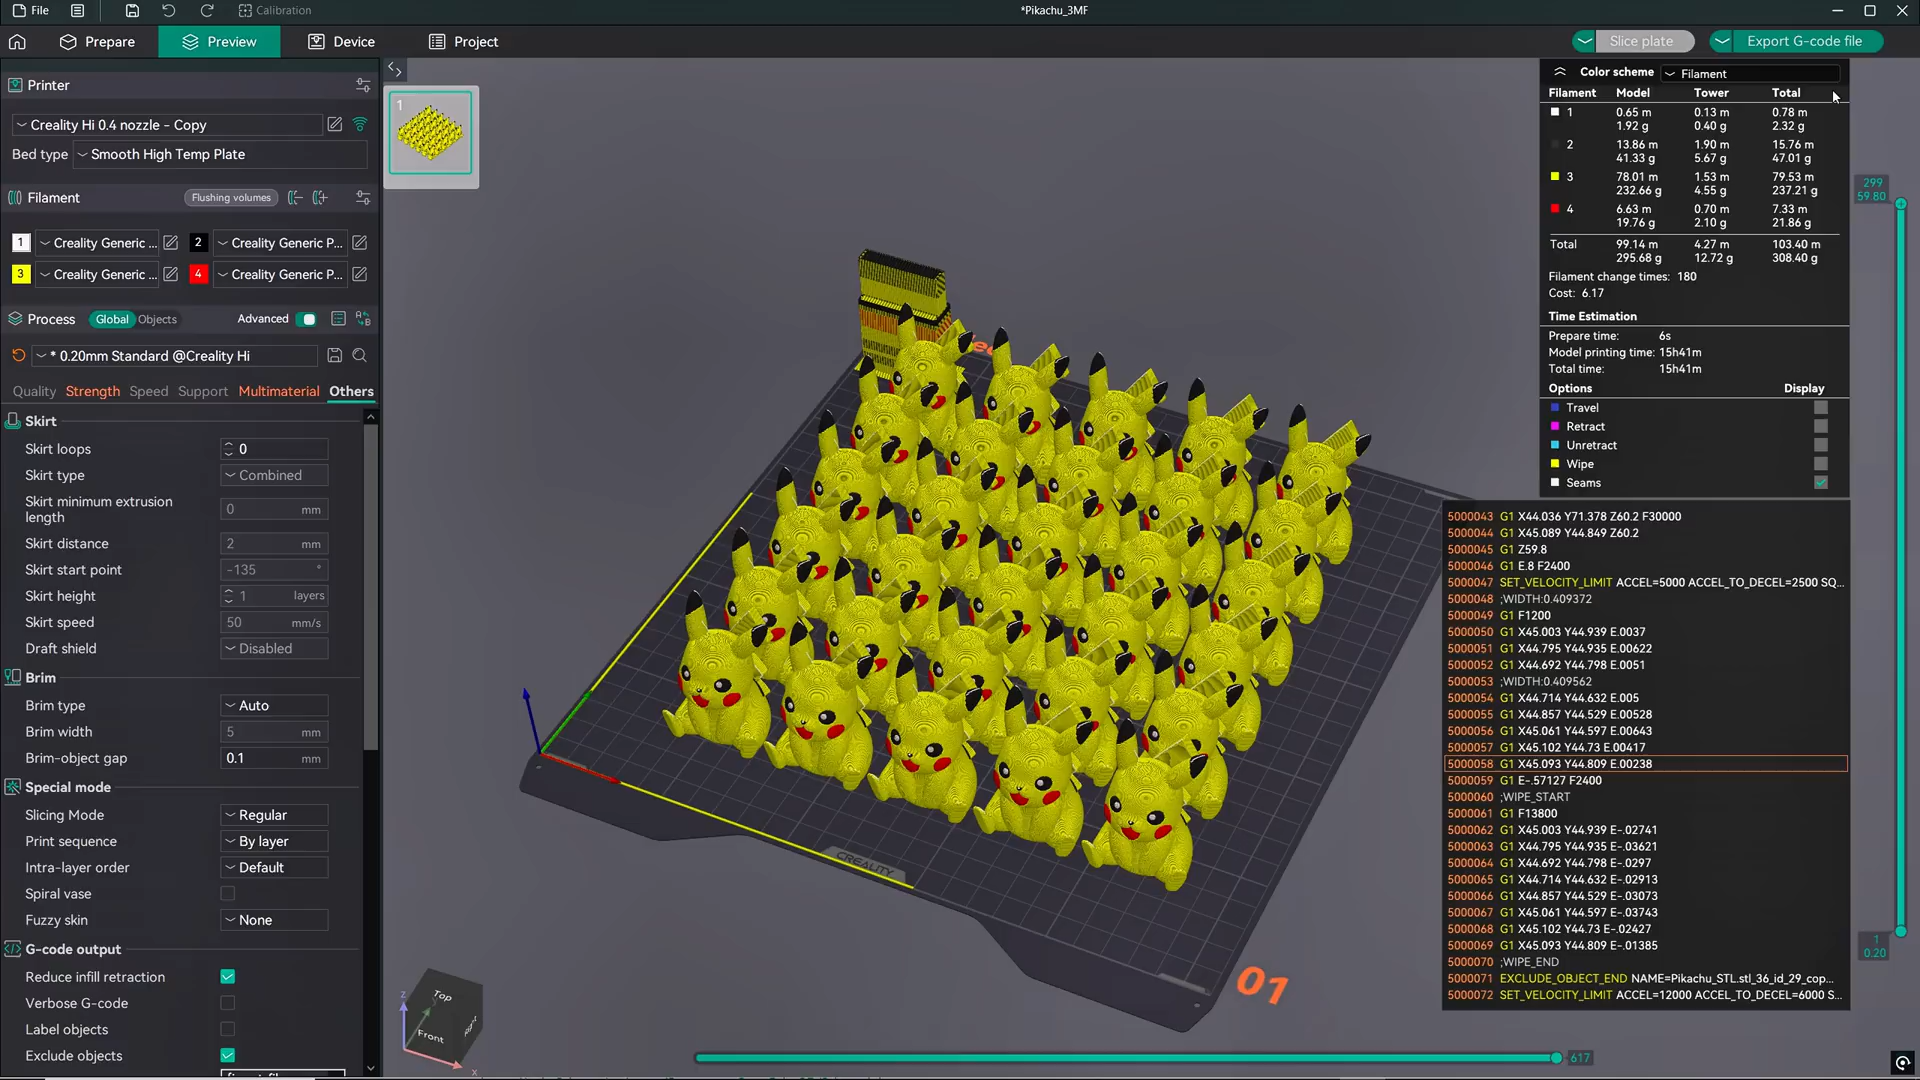 File
Calibration
*Pikachu_3MF
Prepare
Preview
Device
Project
Slice plate
Export G-code file
Printer
Creality Hi 0.4 nozzle - Copy
Bed type
Smooth High Temp Plate
Filament
Flushing volumes
1 Creality Generic ...
2 Creality Generic P...
3 Creality Generic ...
4 Creality Generic P...
Process
Global
Objects
Advanced
* 0.20mm Standard @Creality Hi
Quality Strength Speed Support Multimaterial Others
Skirt
Skirt loops 0
Skirt type Combined
Skirt minimum extrusion
length 0 mm
Skirt distance 2 mm
Skirt start point -135 °
Skirt height 1 layers
Skirt speed 50 mm/s
Draft shield Disabled
Brim
Brim type Auto
Brim width 5 mm
Brim-object gap 0.1 mm
Special mode
Slicing Mode Regular
Print sequence By layer
Intra-layer order Default
Spiral vase
Fuzzy skin None
G-code output
Reduce infill retraction
Verbose G-code
Label objects
Exclude objects
1
CREALITY
01
Top
Front
z
x
617
Color scheme Filament
Filament Model Tower Total
1 0.65 m 0.13 m 0.78 m
1.92 g 0.40 g 2.32 g
2 13.86 m 1.90 m 15.76 m
41.33 g 5.67 g 47.01 g
3 78.01 m 1.53 m 79.53 m
232.66 g 4.55 g 237.21 g
4 6.63 m 0.70 m 7.33 m
19.76 g 2.10 g 21.86 g
Total 99.14 m 4.27 m 103.40 m
295.68 g 12.72 g 308.40 g
Filament change times: 180
Cost: 6.17
Time Estimation
Prepare time: 6s
Model printing time: 15h41m
Total time: 15h41m
Options Display
Travel
Retract
Unretract
Wipe
Seams
299
59.80
5000043 G1 X44.036 Y71.378 Z60.2 F30000
5000044 G1 X45.089 Y44.849 Z60.2
5000045 G1 Z59.8
5000046 G1 E.8 F2400
5000047 SET_VELOCITY_LIMIT ACCEL=5000 ACCEL_TO_DECEL=2500 SQ...
5000048 ;WIDTH:0.409372
5000049 G1 F1200
5000050 G1 X45.003 Y44.939 E.0037
5000051 G1 X44.795 Y44.935 E.00622
5000052 G1 X44.692 Y44.798 E.0051
5000053 ;WIDTH:0.409562
5000054 G1 X44.714 Y44.632 E.005
5000055 G1 X44.857 Y44.529 E.00528
5000056 G1 X45.061 Y44.597 E.00643
5000057 G1 X45.102 Y44.73 E.00417
5000058 G1 X45.093 Y44.809 E.00238
5000059 G1 E-.57127 F2400
5000060 ;WIPE_START
5000061 G1 F13800
5000062 G1 X45.003 Y44.939 E-.02741
5000063 G1 X44.795 Y44.935 E-.03621
5000064 G1 X44.692 Y44.798 E-.0297
5000065 G1 X44.714 Y44.632 E-.02913
5000066 G1 X44.857 Y44.529 E-.03073
5000067 G1 X45.061 Y44.597 E-.03743
5000068 G1 X45.102 Y44.73 E-.02427
5000069 G1 X45.093 Y44.809 E-.01385
5000070 ;WIPE_END
5000071 EXCLUDE_OBJECT_END NAME=Pikachu_STL.stl_36_id_29_cop...
5000072 SET_VELOCITY_LIMIT ACCEL=12000 ACCEL_TO_DECEL=6000 S...
1
0.20